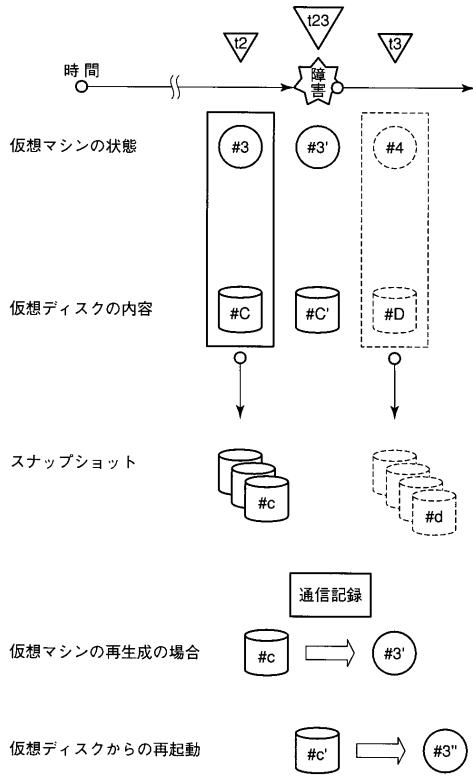 t2
t23
t3
時間
障害
仮想マシンの状態
#3
#3'
#4
仮想ディスクの内容
#C
#C'
#D
スナップショット
#c
#d
通信記録
仮想マシンの再生成の場合
#c
#3'
仮想ディスクからの再起動
#c'
#3"